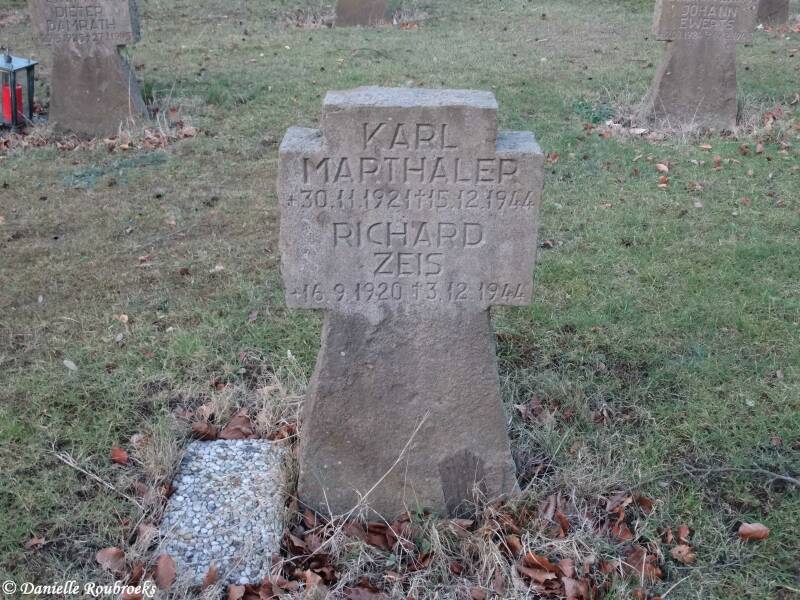 DIETER
DAMRATH
JOHANN
EWERTS
KARL
MARTHALER
*30.11.1921 †15.12.1944
RICHARD
ZEIS
*16.9.1920 †3.12.1944
© Danielle Roubroeks